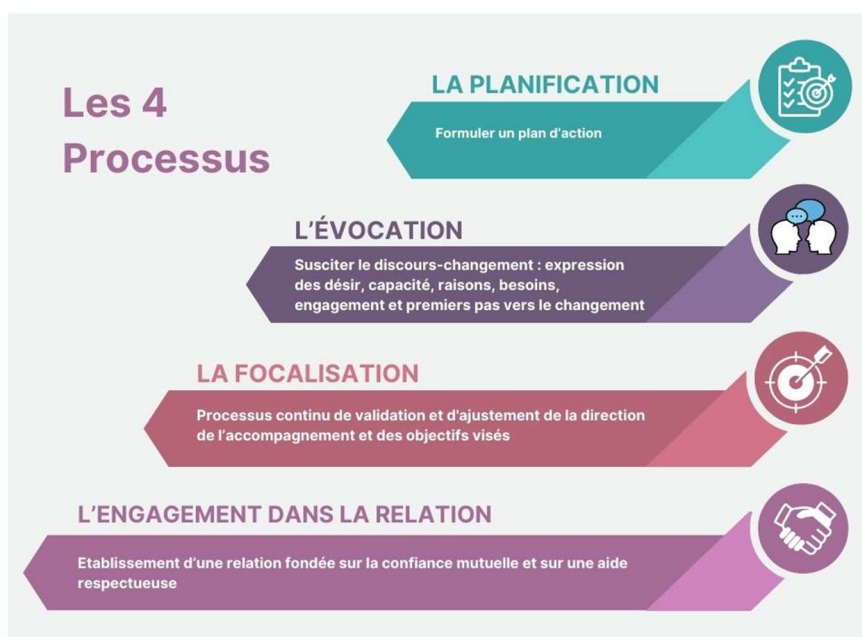 Les 4
Processus
LA PLANIFICATION
Formuler un plan d'action
L'ÉVOCATION
Susciter le discours-changement : expression
des désir, capacité, raisons, besoins,
engagement et premiers pas vers le changement
LA FOCALISATION
Processus continu de validation et d'ajustement de la direction
de l'accompagnement et des objectifs visés
L'ENGAGEMENT DANS LA RELATION
Etablissement d'une relation fondée sur la confiance mutuelle et sur une aide
respectueuse